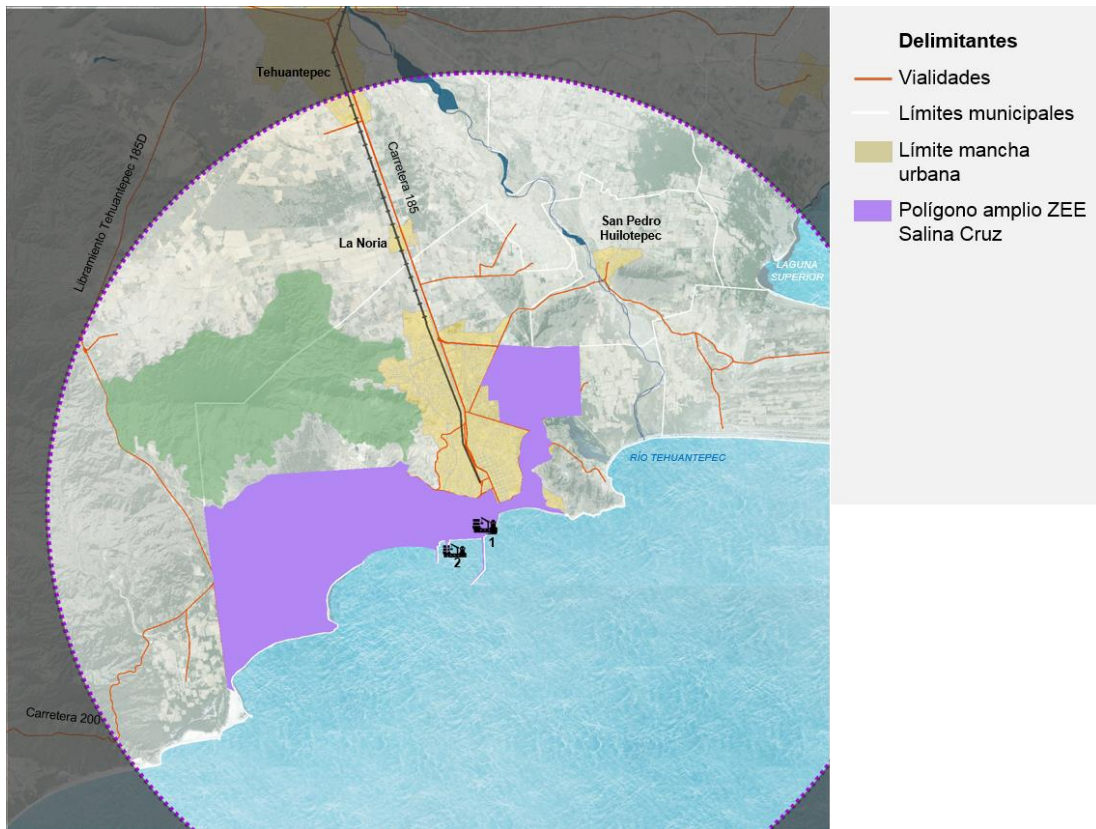 Tehuantepec
Libramiento Tehuantepec 185D
Carretera 185
La Noria
San Pedro
Huilotepec
LAGUNA
SUPERIOR
RÍO TEHUANTEPEC
1
2
Carretera 200
Delimitantes
Vialidades
Límites municipales
Límite mancha
urbana
Polígono amplio ZEE
Salina Cruz